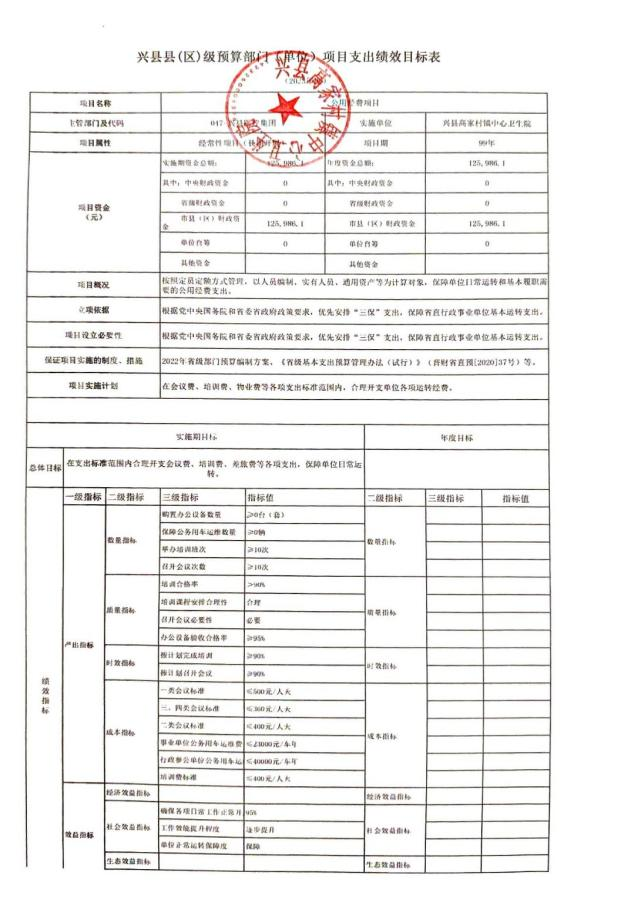 兴县县(区)级预算部门（单位）项目支出绩效目标表
项目名称 公用经费项目
主管部门及代码 047 实施单位 兴县高家村镇中心卫生院
项目属性 经常性项目 项目期 99年
项目资金
（元） 实施期资金总额: 125,986.1 年度资金总额: 125,986.1
其中：中央财政资金 0 其中：中央财政资金 0
省级财政资金 0 省级财政资金 0
市县（区）财政资金 125,986.1 市县（区）财政资金 125,986.1
单位自筹 0 单位自筹 0
其他资金 其他资金
项目概况 按照定员定额方式管理，以人员编制、实有人员、通用资产等为计算对象，保障单位日常运转和基本履职需
要的公用经费支出。
立项依据 根据党中央国务院和省委省政府政策要求，优先安排“三保”支出，保障省直行政事业单位基本运转支出。
项目设立必要性 根据党中央国务院和省委省政府政策要求，优先安排“三保”支出，保障省直行政事业单位基本运转支出。
保证项目实施的制度、措施 2022年省级部门预算编制方案、《省级基本支出预算管理办法（试行）》（晋财省直预[2020]37号）等。
项目实施计划 在会议费、培训费、物业费等各项支出标准范围内，合理开支单位各项运转经费。
实施期目标 年度目标
总体目标 在支出标准范围内合理开支会议费、培训费、差旅费等各项支出，保障单位日常运
转。
绩效指标 一级指标 二级指标 三级指标 指标值 二级指标 三级指标 指标值
产出指标 数量指标 购置办公设备数量 ≥0台（套） 数量指标
保障公务用车运维数量 ≥0辆
举办培训班次 ≥10次
召开会议次数 ≥10次
质量指标 培训合格率 >90% 质量指标
培训课程安排合理性 合理
召开会议必要性 必要
办公设备验收合格率 ≥95%
时效指标 按计划完成培训 ≥90% 时效指标
按计划召开会议 ≥90%
成本指标 一类会议标准 ≤500元/人天 成本指标
三、四类会议标准 ≤360元/人天
二类会议标准 ≤400元/人天
事业单位公务用车运维费 ≤23000元/车年
行政参公单位公务用车运 ≤40000元/车年
培训费标准 ≤400元/人天
效益指标 经济效益指标 经济效益指标
社会效益指标 确保各项日常工作正常开 95% 社会效益指标
工作效能提升程度 逐步提升
单位正常运转保障度 保障
生态效益指标 生态效益指标